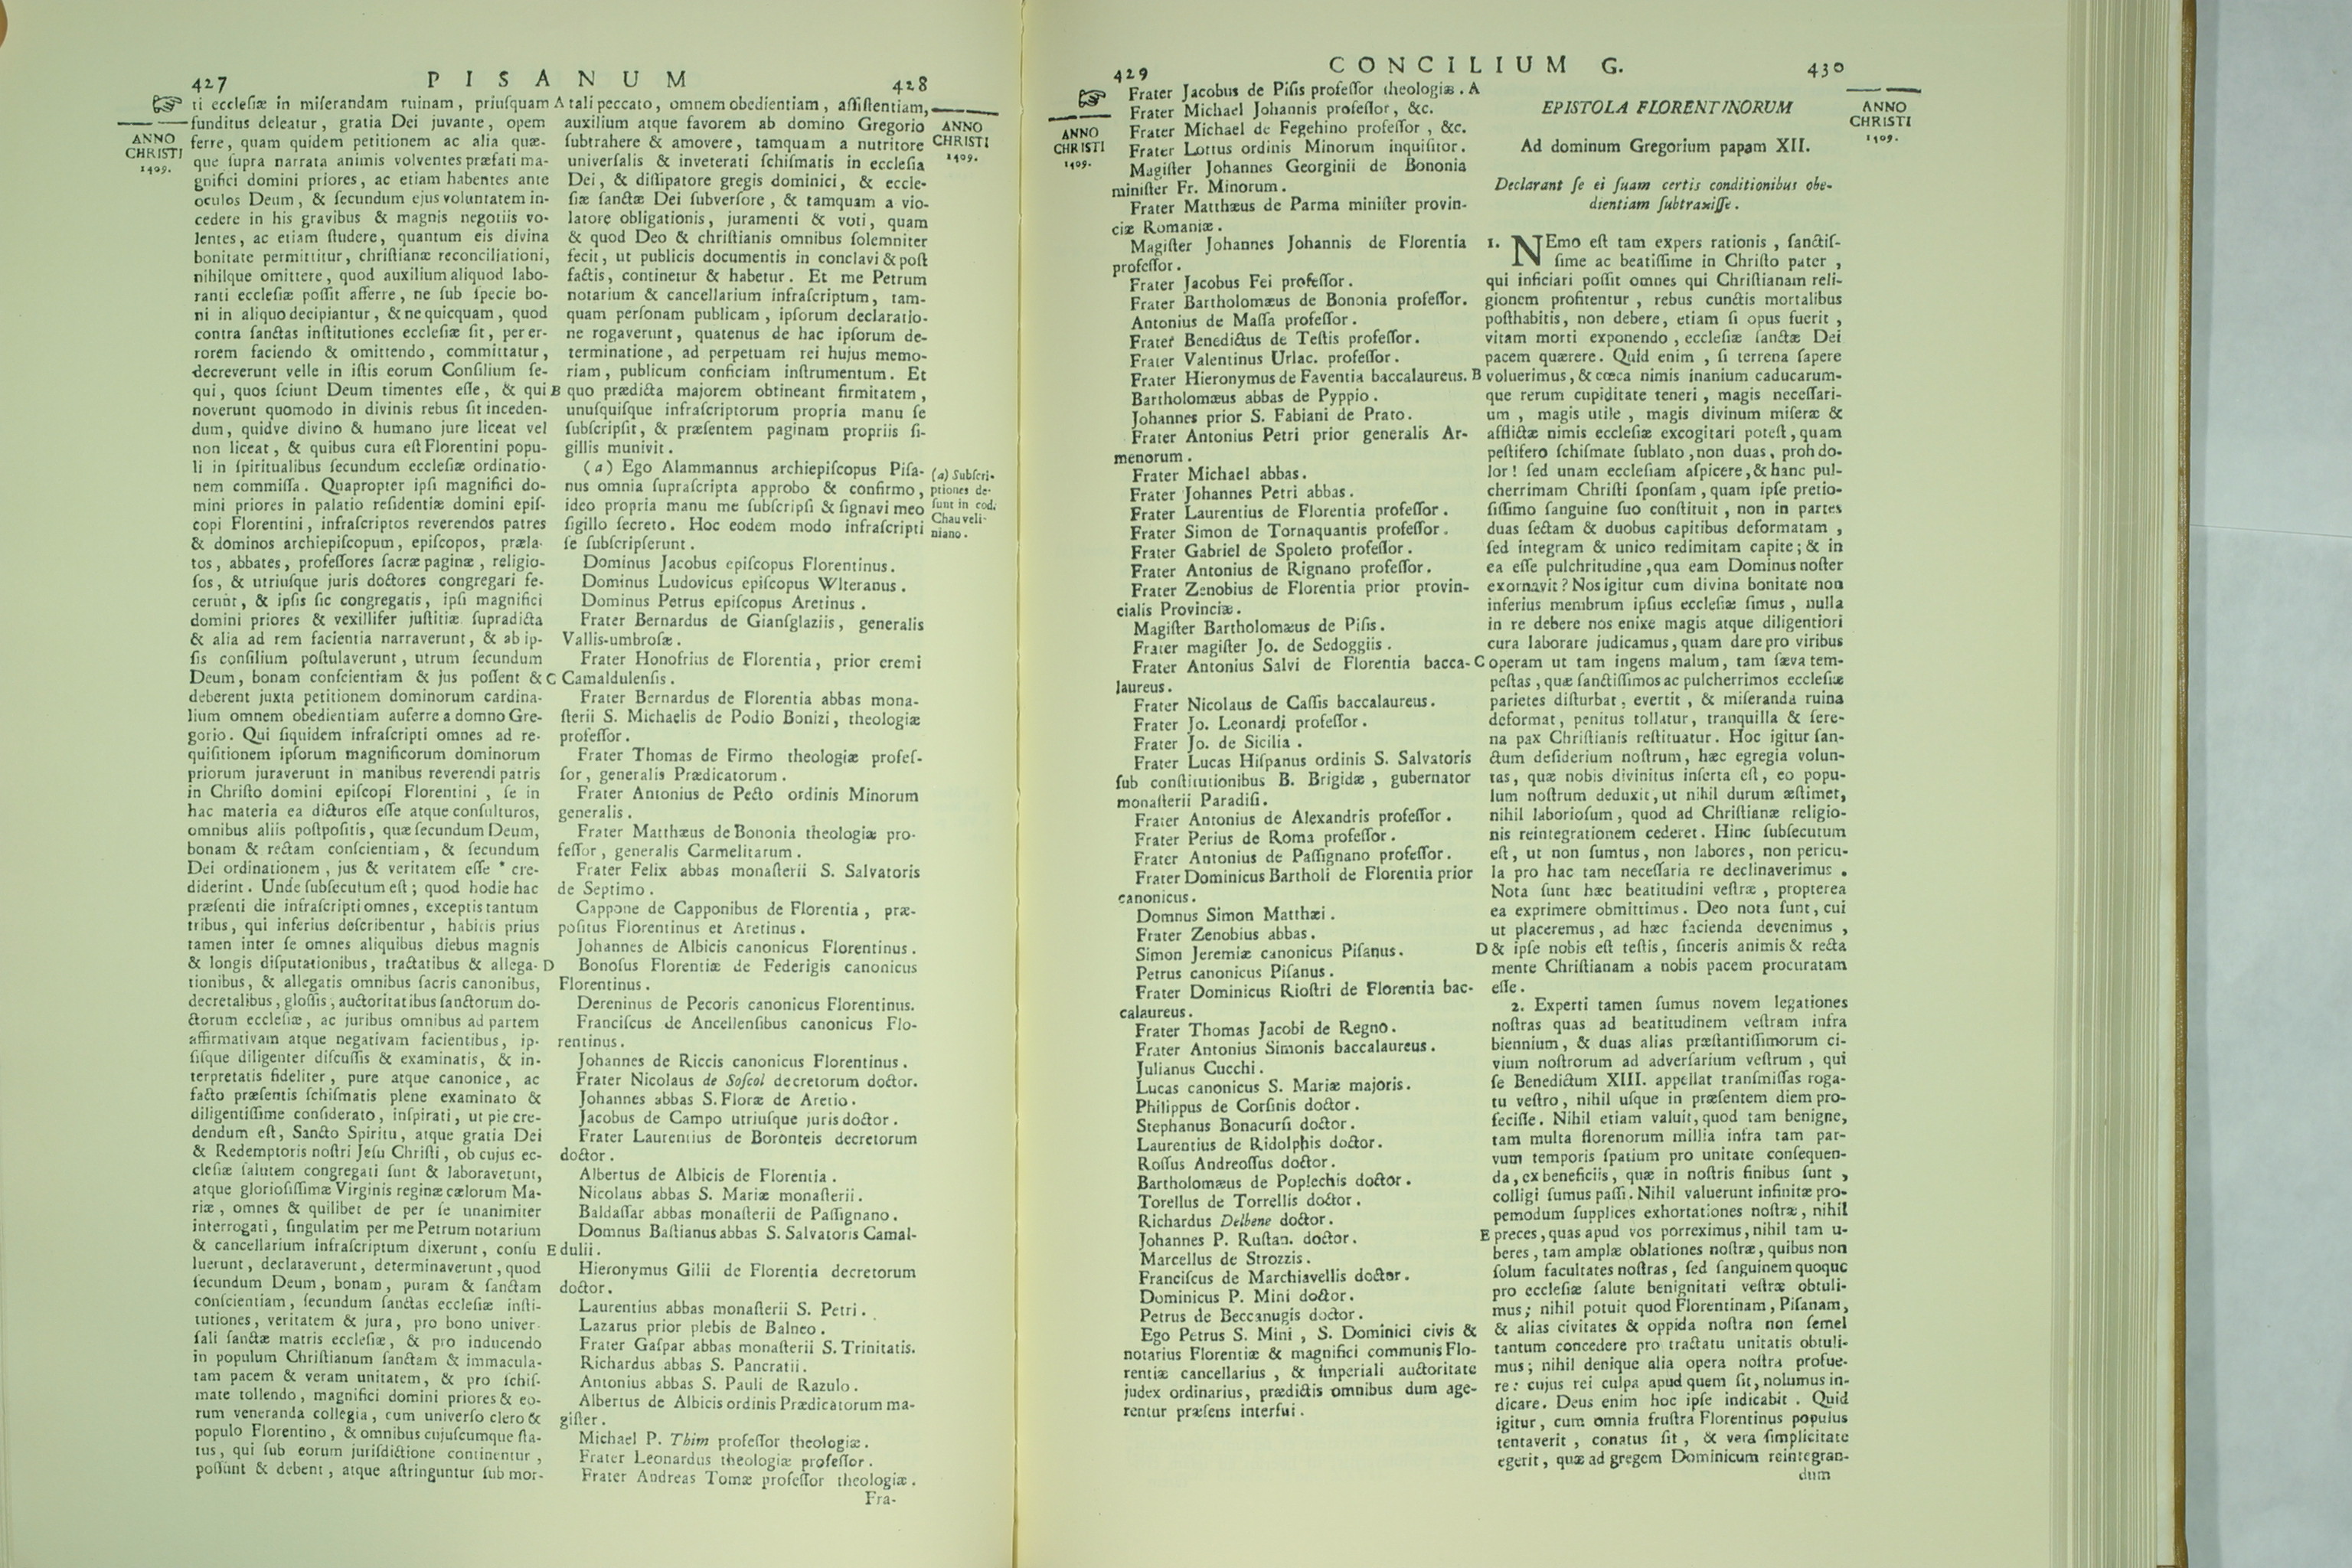 427 PISANUM 428
ti ecclesiæ in miserandam ruinam, priusquam
funditus deleatur, gratia Dei juvante, opem
ferre, quam quidem petitionem ac alia quæ-
que supra narrata animis volventes præfati ma-
gnifici domini priores, ac etiam habentes ante
oculos Deum, & secundum ejus voluntatem in-
cedere in his gravibus & magnis negotiis vo-
lentes, ac etiam studere, quantum eis divina
bonitate permittitur, christianæ reconciliationi,
nihilque omittere, quod auxilium aliquod labo-
ranti ecclesiæ possit afferre, ne sub specie bo-
ni in aliquo decipiantur, & ne quicquam, quod
contra sanctas institutiones ecclesiæ sit, per er-
rorem faciendo & omittendo, committatur,
decreverunt velle in istis eorum Consilium se-
qui, quos sciunt Deum timentes esse, & qui
noverunt quomodo in divinis rebus sit inceden-
dum, quidve divino & humano jure liceat vel
non liceat, & quibus cura est Florentini popu-
li in spiritualibus secundum ecclesiæ ordinatio-
nem commissa. Quapropter ipsi magnifici do-
mini priores in palatio residentiæ domini epis-
copi Florentini, infrascriptos reverendos patres
& dominos archiepiscopum, episcopos, præla-
tos, abbates, professores sacræ paginæ, religio-
sos, & utriusque juris doctores congregari fe-
cerunt, & ipsis sic congregatis, ipsi magnifici
domini priores & vexillifer justitiæ supradicta
& alia ad rem facientia narraverunt, & ab ip-
sis consilium postulaverunt, utrum secundum
Deum, bonam conscientiam & jus possent &
deberent juxta petitionem dominorum cardina-
lium omnem obedientiam auferre a domno Gre-
gorio. Qui siquidem infrascripti omnes ad re-
quisitionem ipsorum magnificorum dominorum
priorum juraverunt in manibus reverendi patris
in Christo domini episcopi Florentini, se in
hac materia ea dicturos esse atque consulturos,
omnibus aliis postpositis, quæ secundum Deum,
bonam & rectam conscientiam, & secundum
Dei ordinationem, jus & veritatem esse * cre-
diderint. Unde subsecutum est; quod hodie hac
præsenti die infrascripti omnes, exceptis tantum
tribus, qui inferius describentur, habitis prius
tamen inter se omnes aliquibus diebus magnis
& longis disputationibus, tractatibus & allega-
tionibus, & allegatis omnibus sacris canonibus,
decretalibus, glossis, auctoritatibus sanctorum do-
ctorum ecclesiæ, ac juribus omnibus ad partem
affirmativam atque negativam facientibus, ip-
sisque diligenter discussis & examinatis, & in-
terpretatis fideliter, pure atque canonice, ac
facto præsentis schismatis plene examinato &
diligentissime considerato, inspirati, ut pie cre-
dendum est, Sancto Spiritu, atque gratia Dei
& Redemptoris nostri Jesu Christi, ob cujus ec-
clesiæ salutem congregati sunt & laboraverunt,
atque gloriosissimæ Virginis reginæ cælorum Ma-
riæ, omnes & quilibet de per se unanimiter
interrogati, singulatim per me Petrum notarium
& cancellarium infrascriptum dixerunt, consu
luerunt, declaraverunt, determinaverunt, quod
secundum Deum, bonam, puram & sanctam
conscientiam, secundum sanctas ecclesiæ insti-
tutiones, veritatem & jura, pro bono univer-
sali sanctæ matris ecclesiæ, & pro inducendo
in populum Christianum sanctam & immacula-
tam pacem & veram unitatem, & pro schis-
mate tollendo, magnifici domini priores & eo-
rum veneranda collegia, cum universo clero &
populo Florentino, & omnibus cujuscumque sta-
tus, qui sub eorum jurisdictione continentur,
possunt & debent, atque astringuntur sub mor-
ANNO
CHRISTI
1409.
A tali peccato, omnem obedientiam, assistentiam,
auxilium atque favorem ab domino Gregorio
subtrahere & amovere, tamquam a nutritore
universalis & inveterati schismatis in ecclesia
Dei, & dissipatore gregis dominici, & eccle-
siæ sanctæ Dei subversore, & tamquam a vio-
latore obligationis, juramenti & voti, quam
& quod Deo & christianis omnibus solemniter
fecit, ut publicis documentis in conclavi & post
factis, continetur & habetur. Et me Petrum
notarium & cancellarium infrascriptum, tam-
quam personam publicam, ipsorum declaratio-
ne rogaverunt, quatenus de hac ipsorum de-
terminatione, ad perpetuam rei hujus memo-
riam, publicum conficiam instrumentum. Et
B quo prædicta majorem obtineant firmitatem,
unusquisque infrascriptorum propria manu se
subscripsit, & præsentem paginam propriis si-
gillis munivit.
(a) Ego Alammannus archiepiscopus Pisa-
nus omnia suprascripta approbo & confirmo,
ideo propria manu me subscripsi & signavi meo
sigillo secreto. Hoc eodem modo infrascripti
se subscripserunt.
Dominus Jacobus episcopus Florentinus.
Dominus Ludovicus episcopus Wlteranus.
Dominus Petrus episcopus Aretinus.
Frater Bernardus de Giansglaziis, generalis
Vallis-umbrosæ.
Frater Honofrius de Florentia, prior eremi
C Camaldulensis.
Frater Bernardus de Florentia abbas mona-
sterii S. Michaelis de Podio Bonizi, theologiæ
professor.
Frater Thomas de Firmo theologiæ profes-
sor, generalis Prædicatorum.
Frater Antonius de Pecto ordinis Minorum
generalis.
Frater Matthæus de Bononia theologiæ pro-
fessor, generalis Carmelitarum.
Frater Felix abbas monasterii S. Salvatoris
de Septimo.
Cappone de Capponibus de Florentia, præ-
positus Florentinus et Aretinus.
Johannes de Albicis canonicus Florentinus.
D Bonosus Florentiæ de Federigis canonicus
Florentinus.
Dereninus de Pecoris canonicus Florentinus.
Franciscus de Ancellensibus canonicus Flo-
rentinus.
Johannes de Riccis canonicus Florentinus.
Frater Nicolaus de Soscol decretorum doctor.
Johannes abbas S. Floræ de Aretio.
Jacobus de Campo utriusque juris doctor.
Frater Laurentius de Boronteis decretorum
doctor.
Albertus de Albicis de Florentia.
Nicolaus abbas S. Mariæ monasterii.
Baldassar abbas monasterii de Passignano.
Domnus Bastianus abbas S. Salvatoris Camal-
E dulii.
Hieronymus Gilii de Florentia decretorum
doctor.
Laurentius abbas monasterii S. Petri.
Lazarus prior plebis de Balneo.
Frater Gaspar abbas monasterii S. Trinitatis.
Richardus abbas S. Pancratii.
Antonius abbas S. Pauli de Razulo.
Albertus de Albicis ordinis Prædicatorum ma-
gister.
Michael P. Thim professor theologiæ.
Frater Leonardus theologiæ professor.
Frater Andreas Tomæ professor theologiæ.
Fra-
ANNO
CHRISTI
1409.
(a) Subscri-
ptiones de-
sunt in cod.
Chauveli-
niano.
429 CONCILIUM G. 430
ANNO
CHRISTI
1409.
Frater Jacobus de Pisis professor theologiæ. A
Frater Michael Johannis professor, &c.
Frater Michael de Fegehino professor, &c.
Frater Lottus ordinis Minorum inquisitor.
Magister Johannes Georginii de Bononia
minister Fr. Minorum.
Frater Matthæus de Parma minister provin-
ciæ Romaniæ.
Magister Johannes Johannis de Florentia
professor.
Frater Jacobus Fei professor.
Frater Bartholomæus de Bononia professor.
Antonius de Massa professor.
Frater Benedictus de Testis professor.
Frater Valentinus Urlac. professor.
Frater Hieronymus de Faventia baccalaureus. B
Bartholomæus abbas de Pyppio.
Johannes prior S. Fabiani de Prato.
Frater Antonius Petri prior generalis Ar-
menorum.
Frater Michael abbas.
Frater Johannes Petri abbas.
Frater Laurentius de Florentia professor.
Frater Simon de Tornaquantis professor.
Frater Gabriel de Spoleto professor.
Frater Antonius de Rignano professor.
Frater Zenobius de Florentia prior provin-
cialis Provinciæ.
Magister Bartholomæus de Pisis.
Frater magister Jo. de Sedoggiis.
Frater Antonius Salvi de Florentia bacca- C
laureus.
Frater Nicolaus de Cassis baccalaureus.
Frater Jo. Leonardi professor.
Frater Jo. de Sicilia.
Frater Lucas Hispanus ordinis S. Salvatoris
sub constitutionibus B. Brigidæ, gubernator
monasterii Paradisi.
Frater Antonius de Alexandris professor.
Frater Perius de Roma professor.
Frater Antonius de Passignano professor.
Frater Dominicus Bartholi de Florentia prior
canonicus.
Domnus Simon Matthæi.
Frater Zenobius abbas.
Simon Jeremiæ canonicus Pisanus. D
Petrus canonicus Pisanus.
Frater Dominicus Riostri de Florentia bac-
calaureus.
Frater Thomas Jacobi de Regno.
Frater Antonius Simonis baccalaureus.
Julianus Cucchi.
Lucas canonicus S. Mariæ majoris.
Philippus de Corsinis doctor.
Stephanus Bonacursi doctor.
Laurentius de Ridolphis doctor.
Rossus Andreossus doctor.
Bartholomæus de Poplechis doctor.
Torellus de Torrellis doctor.
Richardus Delbene doctor.
Johannes P. Rustan. doctor. E
Marcellus de Strozzis.
Franciscus de Marchiavellis doctor.
Dominicus P. Mini doctor.
Petrus de Beccanugis doctor.
Ego Petrus S. Mini, S. Dominici civis &
notarius Florentiæ & magnifici communis Flo-
rentiæ cancellarius, & imperiali auctoritate
judex ordinarius, prædictis omnibus dum age-
rentur præsens interfui.
EPISTOLA FLORENTINORUM
Ad dominum Gregorium papam XII.
Declarant se ei suam certis conditionibus obe-
dientiam subtraxisse.
1. NEmo est tam expers rationis, sanctis-
sime ac beatissime in Christo pater,
qui inficiari possit omnes qui Christianam reli-
gionem profitentur, rebus cunctis mortalibus
posthabitis, non debere, etiam si opus fuerit,
vitam morti exponendo, ecclesiæ sanctæ Dei
pacem quærere. Quid enim, si terrena sapere
voluerimus, & cœca nimis inanium caducarum-
que rerum cupiditate teneri, magis necessari-
um, magis utile, magis divinum miseræ &
afflictæ nimis ecclesiæ excogitari potest, quam
pestifero schismate sublato, non duas, proh do-
lor! sed unam ecclesiam aspicere, & hanc pul-
cherrimam Christi sponsam, quam ipse pretio-
sissimo sanguine suo constituit, non in partes
duas sectam & duobus capitibus deformatam,
sed integram & unico redimitam capite; & in
ea esse pulchritudine, qua eam Dominus noster
exornavit? Nos igitur cum divina bonitate non
inferius membrum ipsius ecclesiæ simus, nulla
in re debere nos enixe magis atque diligentiori
cura laborare judicamus, quam dare pro viribus
operam ut tam ingens malum, tam sæva tem-
pestas, quæ sanctissimos ac pulcherrimos ecclesiæ
parietes disturbat, evertit, & miseranda ruina
deformat, penitus tollatur, tranquilla & sere-
na pax Christianis restituatur. Hoc igitur san-
ctum desiderium nostrum, hæc egregia volun-
tas, quæ nobis divinitus inserta est, eo popu-
lum nostrum deduxit, ut nihil durum æstimet,
nihil laboriosum, quod ad Christianæ religio-
nis reintegrationem cederet. Hinc subsecutum
est, ut non sumtus, non labores, non pericu-
la pro hac tam necessaria re declinaverimus.
Nota sunt hæc beatitudini vestræ, propterea
ea exprimere obmittimus. Deo nota sunt, cui
ut placeremus, ad hæc facienda devenimus,
& ipse nobis est testis, sinceris animis & recta
mente Christianam a nobis pacem procuratam
esse.
2. Experti tamen sumus novem legationes
nostras quas ad beatitudinem vestram infra
biennium, & duas alias præstantissimorum ci-
vium nostrorum ad adversarium vestrum, qui
se Benedictum XIII. appellat transmissas roga-
tu vestro, nihil usque in præsentem diem pro-
fecisse. Nihil etiam valuit, quod tam benigne,
tam multa florenorum millia infra tam par-
vum temporis spatium pro unitate consequen-
da, ex beneficiis, quæ in nostris finibus sunt,
colligi sumus passi. Nihil valuerunt infinitæ pro-
pemodum supplices exhortationes nostræ, nihil
preces, quas apud vos porreximus, nihil tam u-
beres, tam amplæ oblationes nostræ, quibus non
solum facultates nostras, sed sanguinem quoque
pro ecclesiæ salute benignitati vestræ obtuli-
mus; nihil potuit quod Florentinam, Pisanam,
& alias civitates & oppida nostra non semel
tantum concedere pro tractatu unitatis obtuli-
mus; nihil denique alia opera nostra profue-
re: cujus rei culpa apud quem sit, nolumus in-
dicare. Deus enim hoc ipse indicabit. Quid
igitur, cum omnia frustra Florentinus populus
tentaverit, conatus sit, & vera simplicitate
egerit, quæ ad gregem Dominicum reintegran-
dum
ANNO
CHRISTI
1409.